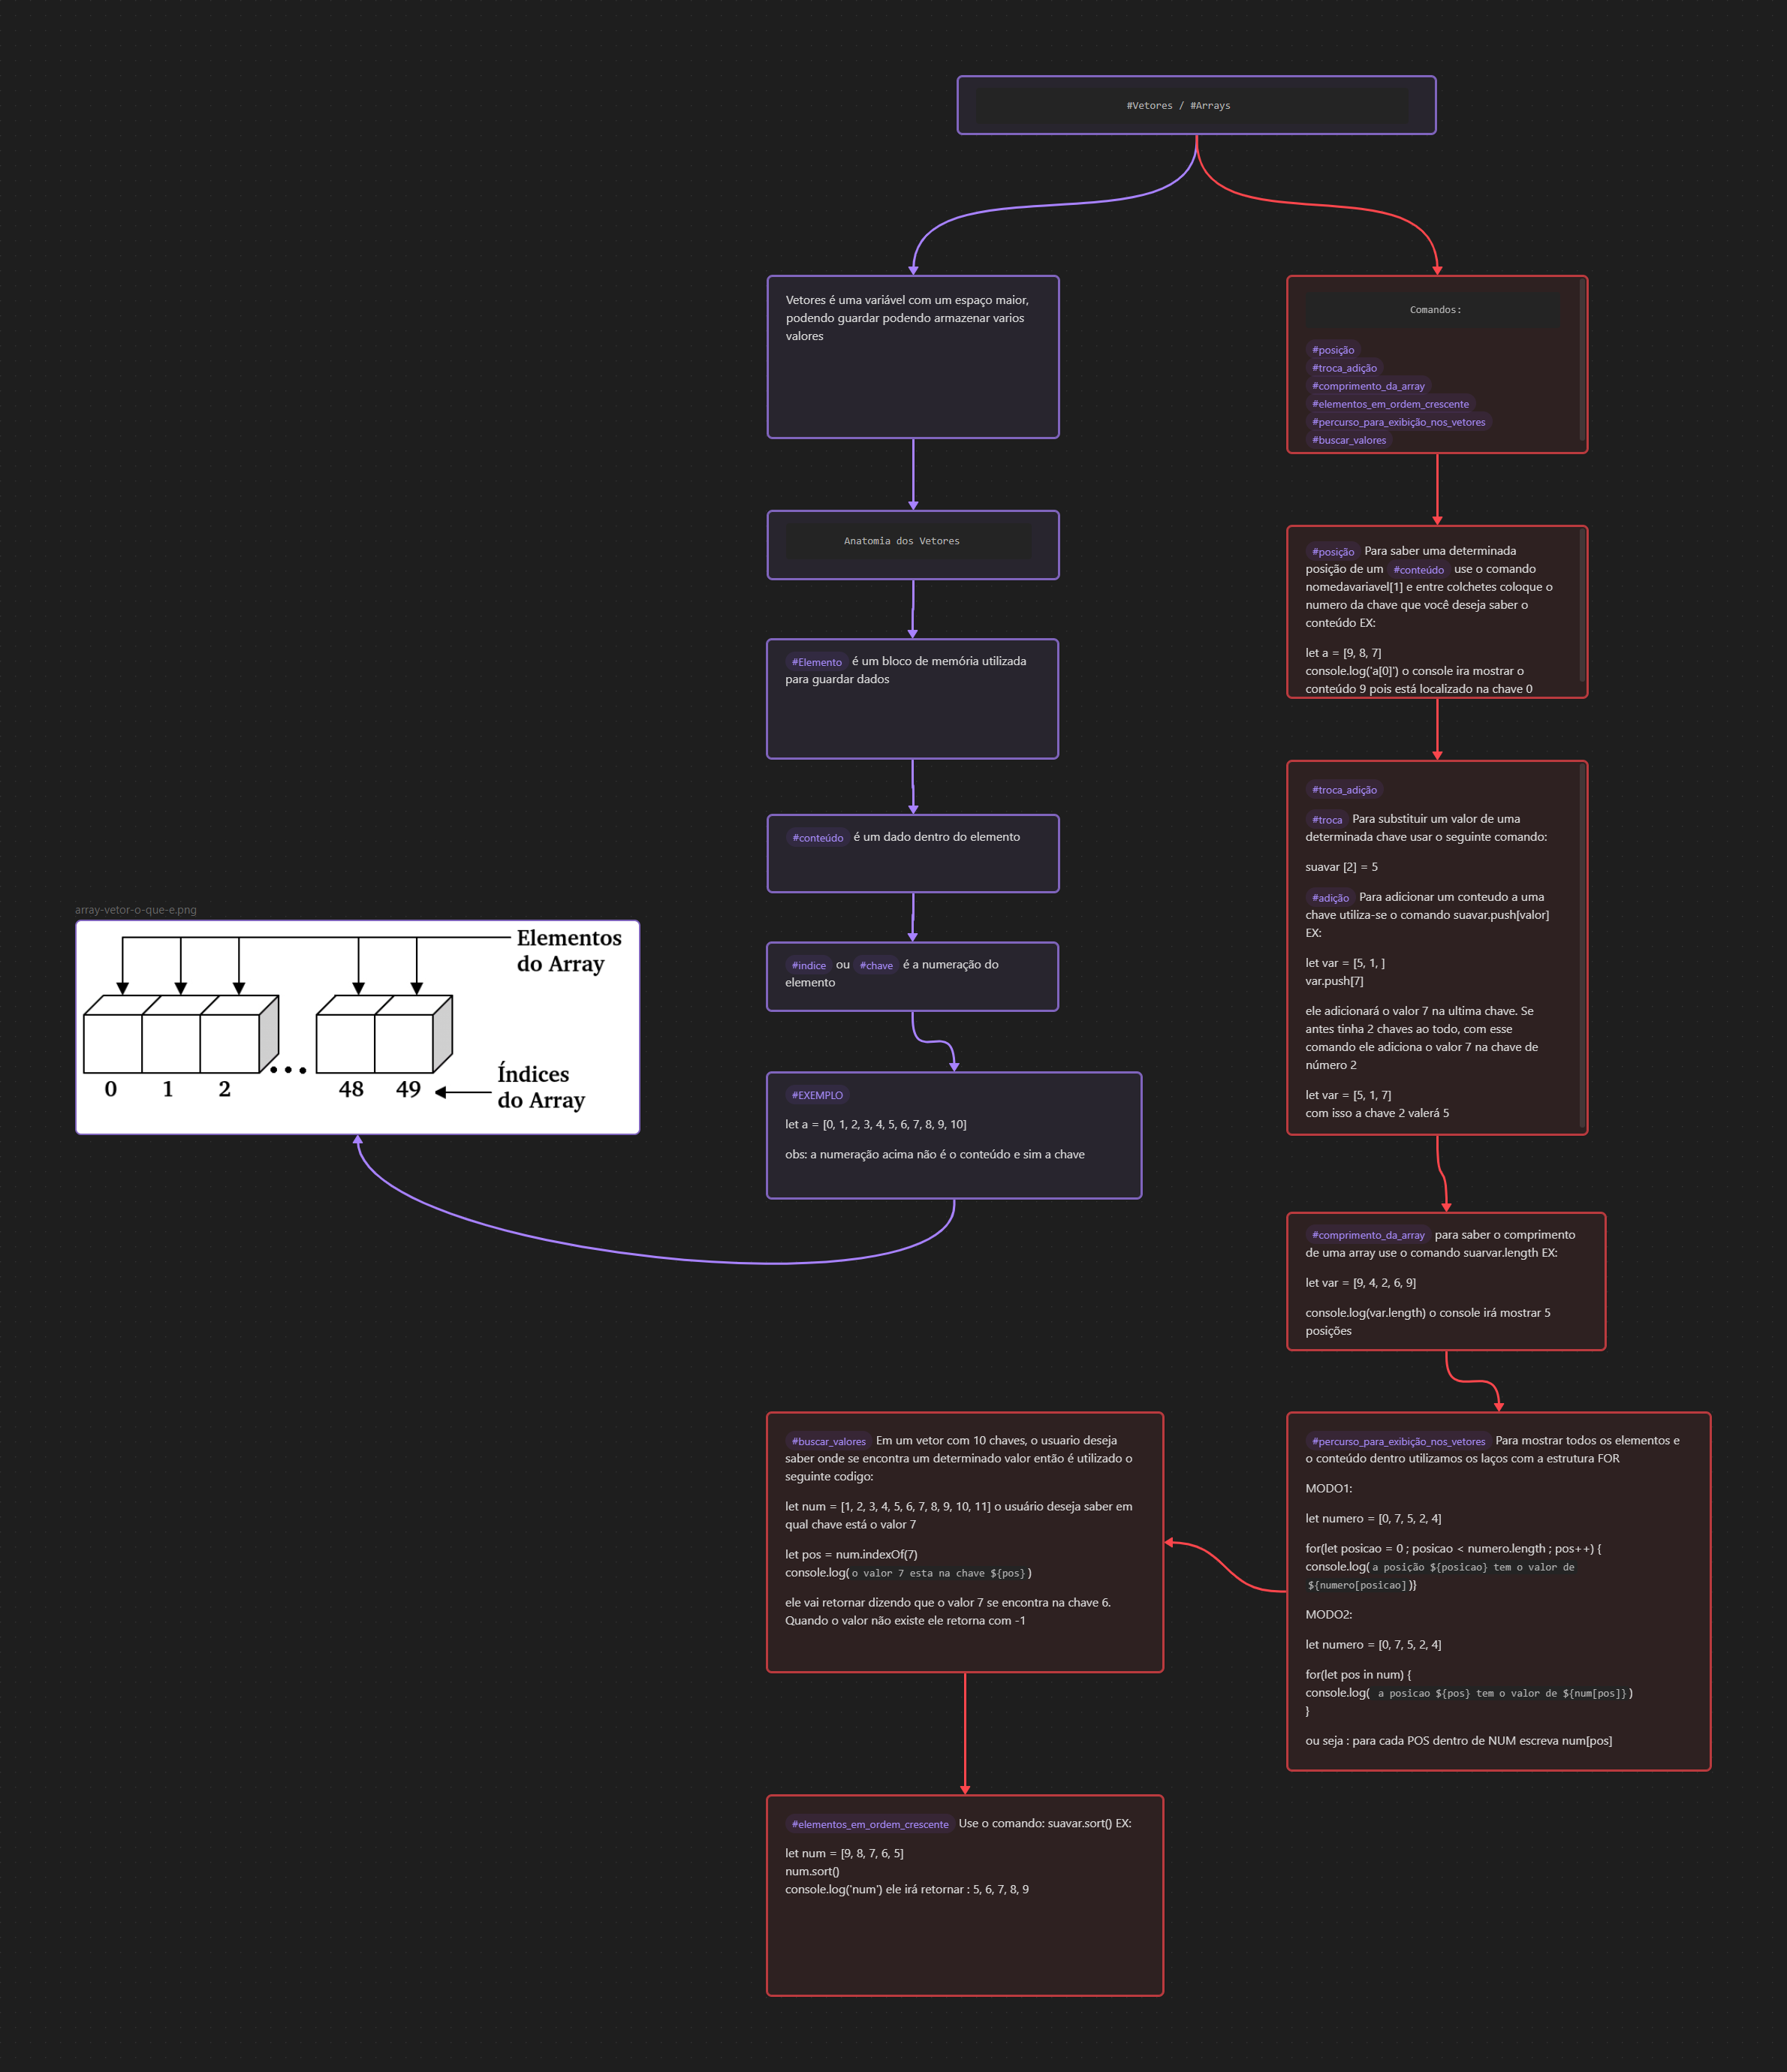 #Vetores / #Arrays
Vetores é uma variável com um espaço maior,
podendo guardar podendo armazenar varios
valores
Anatomia dos Vetores
#Elemento é um bloco de memória utilizada
para guardar dados
#conteúdo é um dado dentro do elemento
#indice ou #chave é a numeração do
elemento
#EXEMPLO
let a = [0, 1, 2, 3, 4, 5, 6, 7, 8, 9, 10]
obs: a numeração acima não é o conteúdo e sim a chave
array-vetor-o-que-e.png
Elementos
do Array
0 1 2 48 49
Índices
do Array
Comandos:
#posição
#troca_adição
#comprimento_da_array
#elementos_em_ordem_crescente
#percurso_para_exibição_nos_vetores
#buscar_valores
#posição Para saber uma determinada
posição de um #conteúdo use o comando
nomedavariavel[1] e entre colchetes coloque o
numero da chave que você deseja saber o
conteúdo EX:
let a = [9, 8, 7]
console.log('a[0]') o console ira mostrar o
conteúdo 9 pois está localizado na chave 0
#troca_adição
#troca Para substituir um valor de uma
determinada chave usar o seguinte comando:
suavar [2] = 5
#adição Para adicionar um conteudo a uma
chave utiliza-se o comando suavar.push[valor]
EX:
let var = [5, 1, ]
var.push[7]
ele adicionará o valor 7 na ultima chave. Se
antes tinha 2 chaves ao todo, com esse
comando ele adiciona o valor 7 na chave de
número 2
let var = [5, 1, 7]
com isso a chave 2 valerá 5
#comprimento_da_array para saber o comprimento
de uma array use o comando suarvar.length EX:
let var = [9, 4, 2, 6, 9]
console.log(var.length) o console irá mostrar 5
posições
#percurso_para_exibição_nos_vetores Para mostrar todos os elementos e
o conteúdo dentro utilizamos os laços com a estrutura FOR
MODO1:
let numero = [0, 7, 5, 2, 4]
for(let posicao = 0 ; posicao < numero.length ; pos++) {
console.log( a posição ${posicao} tem o valor de
${numero[posicao] )}
MODO2:
let numero = [0, 7, 5, 2, 4]
for(let pos in num) {
console.log( a posicao ${pos} tem o valor de ${num[pos]} )
}
ou seja : para cada POS dentro de NUM escreva num[pos]
#buscar_valores Em um vetor com 10 chaves, o usuario deseja
saber onde se encontra um determinado valor então é utilizado o
seguinte codigo:
let num = [1, 2, 3, 4, 5, 6, 7, 8, 9, 10, 11] o usuário deseja saber em
qual chave está o valor 7
let pos = num.indexOf(7)
console.log( o valor 7 esta na chave ${pos} )
ele vai retornar dizendo que o valor 7 se encontra na chave 6.
Quando o valor não existe ele retorna com -1
#elementos_em_ordem_crescente Use o comando: suavar.sort() EX:
let num = [9, 8, 7, 6, 5]
num.sort()
console.log('num') ele irá retornar : 5, 6, 7, 8, 9